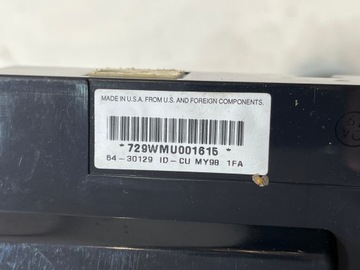 MADE IN U.S.A. FROM U.S. AND FOREIGN COMPONENTS.
*729WMU001615*
64-30129 ID-CU MY98 1FA